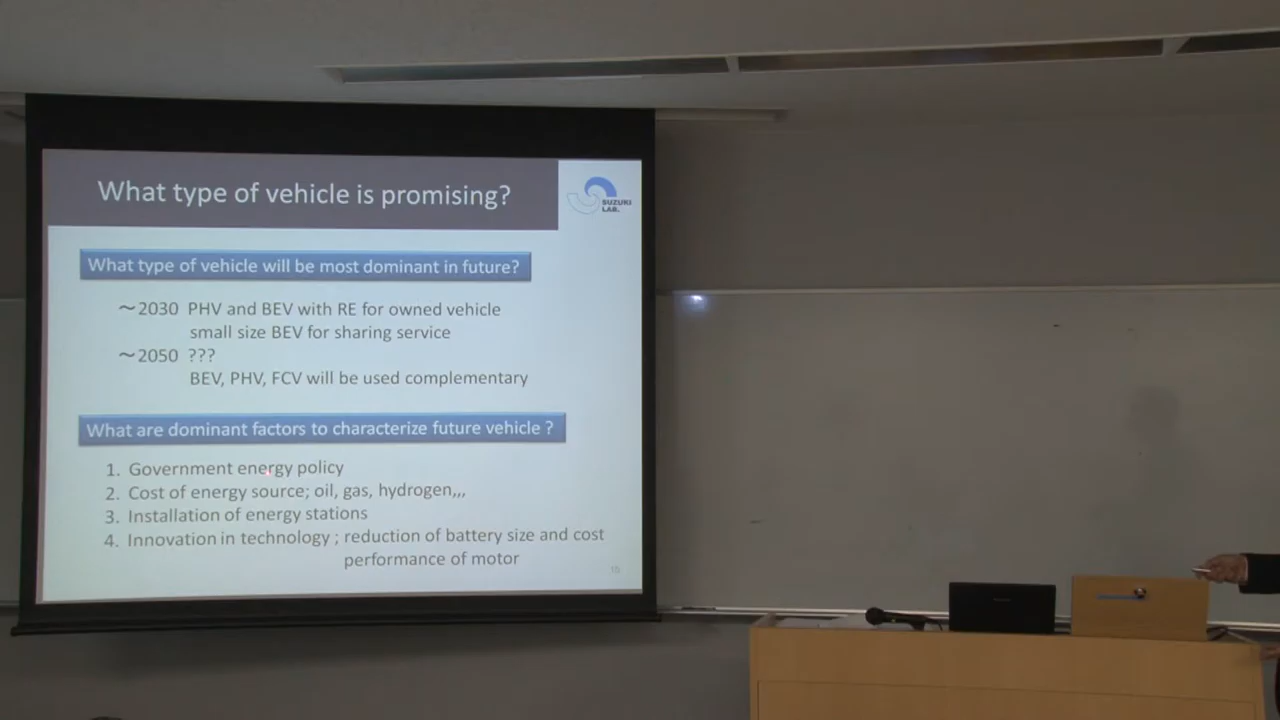 What type of vehicle is promising?
SUZUKI
LAB.
What type of vehicle will be most dominant in future?
～2030 PHV and BEV with RE for owned vehicle
small size BEV for sharing service
～2050 ???
BEV, PHV, FCV will be used complementary
What are dominant factors to characterize future vehicle ?
1. Government energy policy
2. Cost of energy source; oil, gas, hydrogen,,,
3. Installation of energy stations
4. Innovation in technology ; reduction of battery size and cost
performance of motor